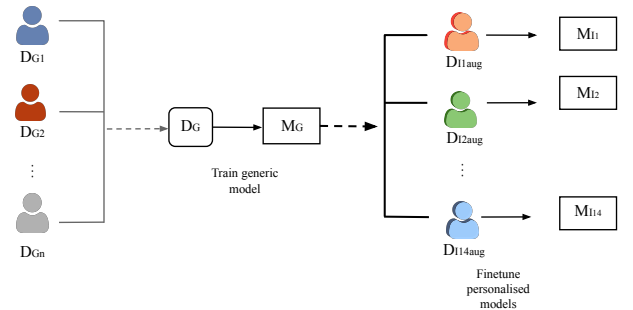 DG1
DG2
⋮
DGn
DG
MG
Train generic
model
DI1aug
DI2aug
⋮
DI14aug
MI1
MI2
MI14
Finetune
personalised
models